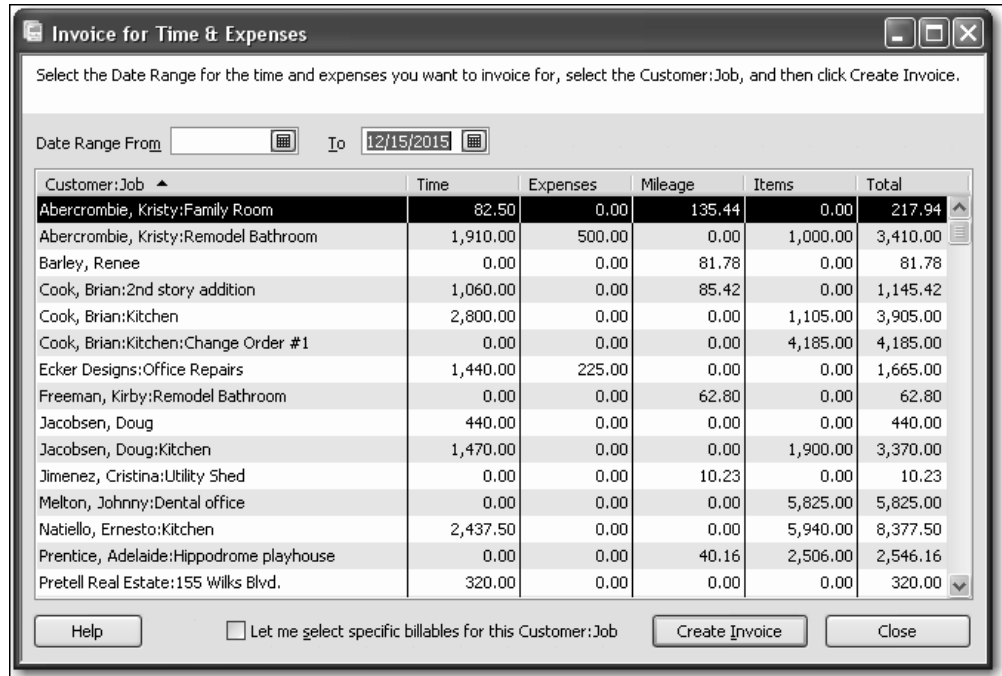 Invoice for Time & Expenses
Select the Date Range for the time and expenses you want to invoice for, select the Customer:Job, and then click Create Invoice.
Date Range From To 12/15/2015
Customer:Job Time Expenses Mileage Items Total
Abercrombie, Kristy:Family Room 82.50 0.00 135.44 0.00 217.94
Abercrombie, Kristy:Remodel Bathroom 1,910.00 500.00 0.00 1,000.00 3,410.00
Barley, Renee 0.00 0.00 81.78 0.00 81.78
Cook, Brian:2nd story addition 1,060.00 0.00 85.42 0.00 1,145.42
Cook, Brian:Kitchen 2,800.00 0.00 0.00 1,105.00 3,905.00
Cook, Brian:Kitchen:Change Order #1 0.00 0.00 0.00 4,185.00 4,185.00
Ecker Designs:Office Repairs 1,440.00 225.00 0.00 0.00 1,665.00
Freeman, Kirby:Remodel Bathroom 0.00 0.00 62.80 0.00 62.80
Jacobsen, Doug 440.00 0.00 0.00 0.00 440.00
Jacobsen, Doug:Kitchen 1,470.00 0.00 0.00 1,900.00 3,370.00
Jimenez, Cristina:Utility Shed 0.00 0.00 10.23 0.00 10.23
Melton, Johnny:Dental office 0.00 0.00 0.00 5,825.00 5,825.00
Natiello, Ernesto:Kitchen 2,437.50 0.00 0.00 5,940.00 8,377.50
Prentice, Adelaide:Hippodrome playhouse 0.00 0.00 40.16 2,506.00 2,546.16
Pretell Real Estate:155 Wilks Blvd. 320.00 0.00 0.00 0.00 320.00
Help Let me select specific billables for this Customer:Job Create Invoice Close